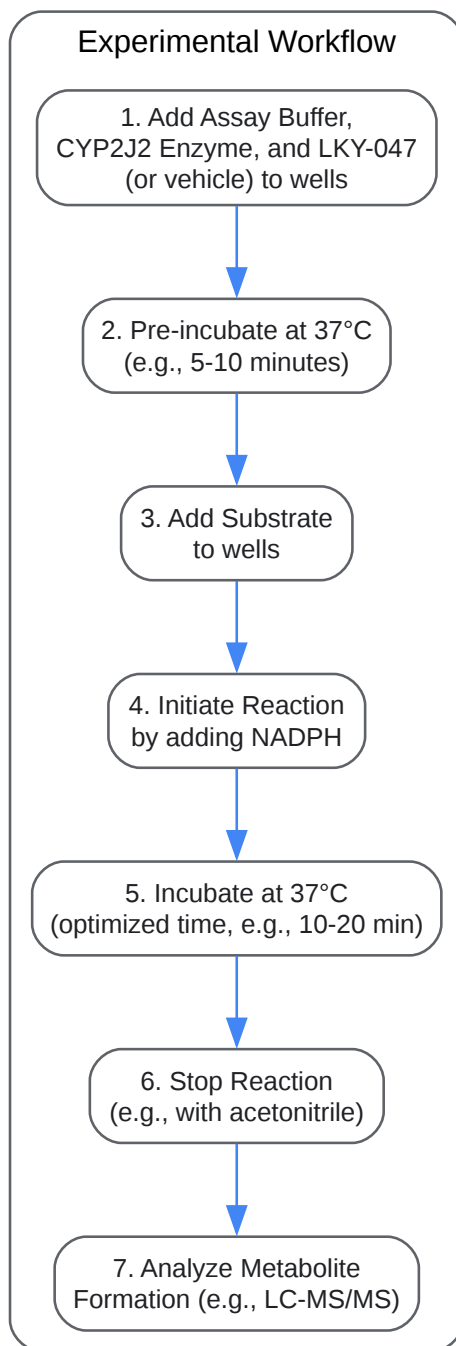 Experimental Workflow
1. Add Assay Buffer,
CYP2J2 Enzyme, and LKY-047
(or vehicle) to wells
2. Pre-incubate at 37°C
(e.g., 5-10 minutes)
3. Add Substrate
to wells
4. Initiate Reaction
by adding NADPH
5. Incubate at 37°C
(optimized time, e.g., 10-20 min)
6. Stop Reaction
(e.g., with acetonitrile)
7. Analyze Metabolite
Formation (e.g., LC-MS/MS)